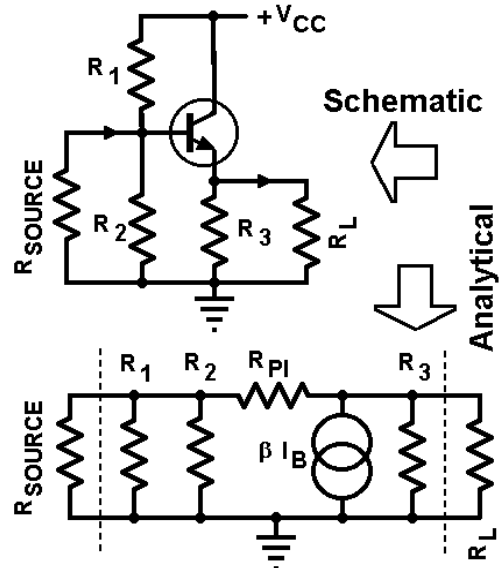 +VCC
R1
Schematic
RSOURCE
R2
R3
RL
Analytical
R1
R2
RPI
R3
RSOURCE
β IB
RL